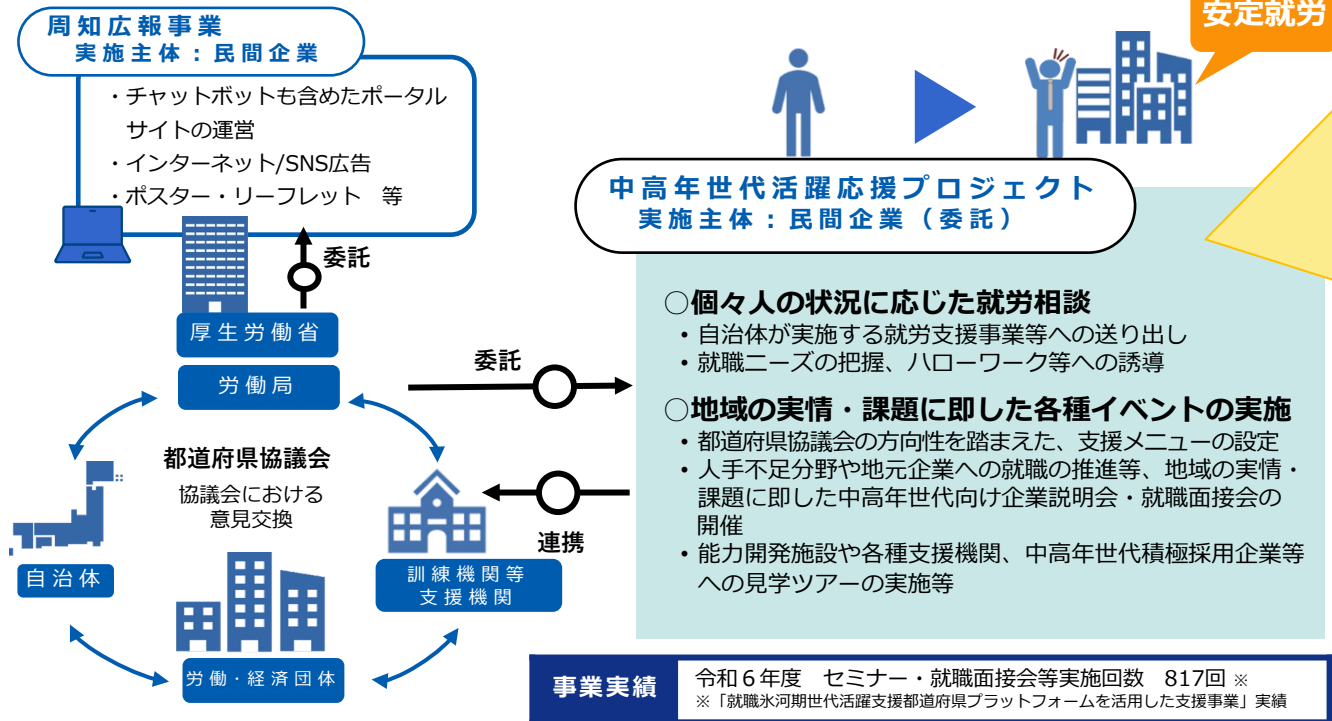 周知広報事業
実施主体：民間企業
・チャットボットも含めたポータル
サイトの運営
・インターネット/SNS広告
・ポスター・リーフレット　等
委託
厚生労働省
労働局
都道府県協議会
協議会における
意見交換
自治体
訓練機関等
支援機関
労働・経済団体
委託
連携
安定就労
中高年世代活躍応援プロジェクト
実施主体：民間企業（委託）
○個々人の状況に応じた就労相談
・自治体が実施する就労支援事業等への送り出し
・就職ニーズの把握、ハローワーク等への誘導
○地域の実情・課題に即した各種イベントの実施
・都道府県協議会の方向性を踏まえた、支援メニューの設定
・人手不足分野や地元企業への就職の推進等、地域の実情・
課題に即した中高年世代向け企業説明会・就職面接会の
開催
・能力開発施設や各種支援機関、中高年世代積極採用企業等
への見学ツアーの実施等
事業実績
令和６年度　セミナー・就職面接会等実施回数　817回 ※
※「就職氷河期世代活躍支援都道府県プラットフォームを活用した支援事業」実績